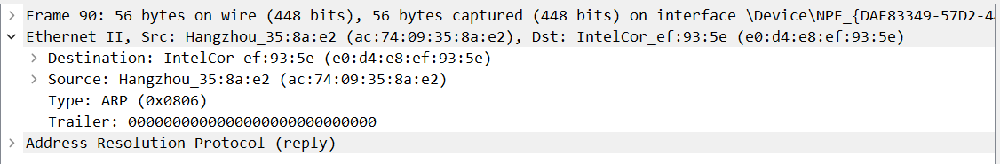 Frame 90: 56 bytes on wire (448 bits), 56 bytes captured (448 bits) on interface \Device\NPF_{DAE83349-57D2-4
Ethernet II, Src: Hangzhou_35:8a:e2 (ac:74:09:35:8a:e2), Dst: IntelCor_ef:93:5e (e0:d4:e8:ef:93:5e)
Destination: IntelCor_ef:93:5e (e0:d4:e8:ef:93:5e)
Source: Hangzhou_35:8a:e2 (ac:74:09:35:8a:e2)
Type: ARP (0x0806)
Trailer: 0000000000000000000000000000
Address Resolution Protocol (reply)